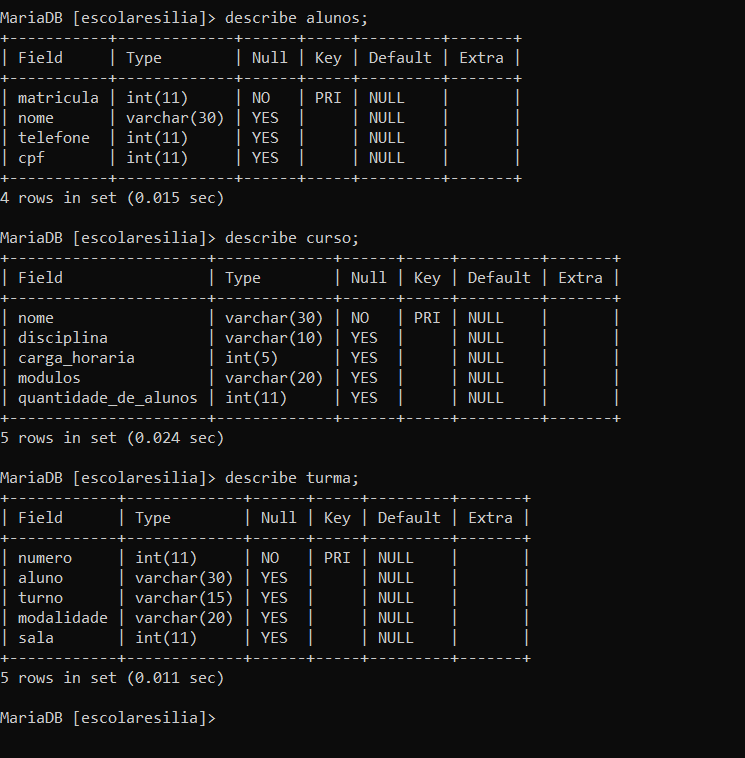 MariaDB [escolaresilia]> describe alunos;
+-----------+-------------+------+-----+---------+-------+
| Field     | Type        | Null | Key | Default | Extra |
+-----------+-------------+------+-----+---------+-------+
| matricula | int(11)     | NO   | PRI | NULL    |       |
| nome      | varchar(30) | YES  |     | NULL    |       |
| telefone  | int(11)     | YES  |     | NULL    |       |
| cpf       | int(11)     | YES  |     | NULL    |       |
+-----------+-------------+------+-----+---------+-------+
4 rows in set (0.015 sec)
MariaDB [escolaresilia]> describe curso;
+----------------------+-------------+------+-----+---------+-------+
| Field                | Type        | Null | Key | Default | Extra |
+----------------------+-------------+------+-----+---------+-------+
| nome                 | varchar(30) | NO   | PRI | NULL    |       |
| disciplina           | varchar(10) | YES  |     | NULL    |       |
| carga_horaria        | int(5)      | YES  |     | NULL    |       |
| modulos              | varchar(20) | YES  |     | NULL    |       |
| quantidade_de_alunos | int(11)     | YES  |     | NULL    |       |
+----------------------+-------------+------+-----+---------+-------+
5 rows in set (0.024 sec)
MariaDB [escolaresilia]> describe turma;
+------------+-------------+------+-----+---------+-------+
| Field      | Type        | Null | Key | Default | Extra |
+------------+-------------+------+-----+---------+-------+
| numero     | int(11)     | NO   | PRI | NULL    |       |
| aluno      | varchar(30) | YES  |     | NULL    |       |
| turno      | varchar(15) | YES  |     | NULL    |       |
| modalidade | varchar(20) | YES  |     | NULL    |       |
| sala       | int(11)     | YES  |     | NULL    |       |
+------------+-------------+------+-----+---------+-------+
5 rows in set (0.011 sec)
MariaDB [escolaresilia]>